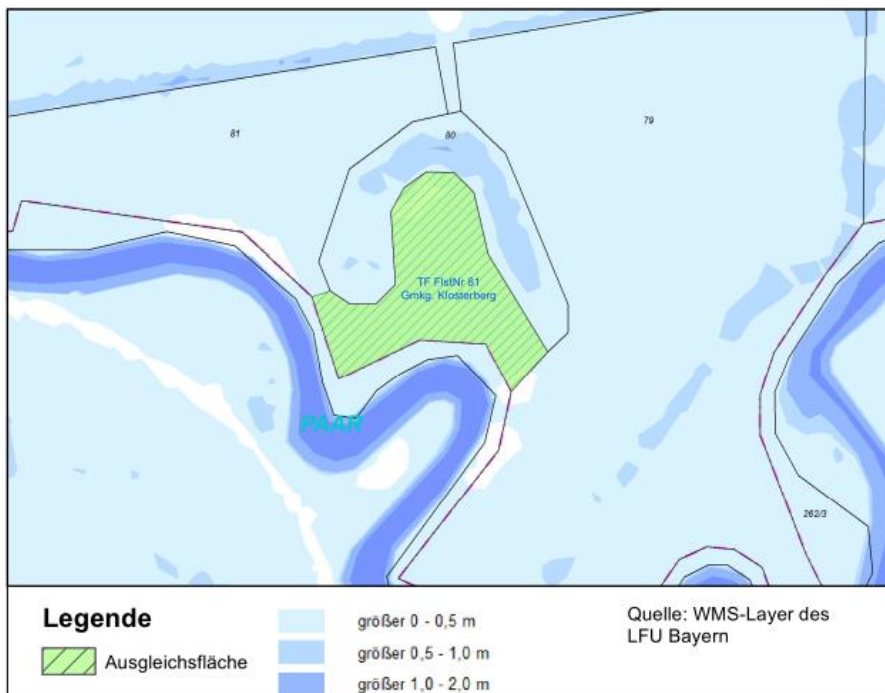 81
80
79
TF FlstNr 81
Gmkg. Klosterberg
PAAR
262/3
Legende
Ausgleichsfläche
größer 0 - 0,5 m
größer 0,5 - 1,0 m
größer 1,0 - 2,0 m
Quelle: WMS-Layer des
LFU Bayern